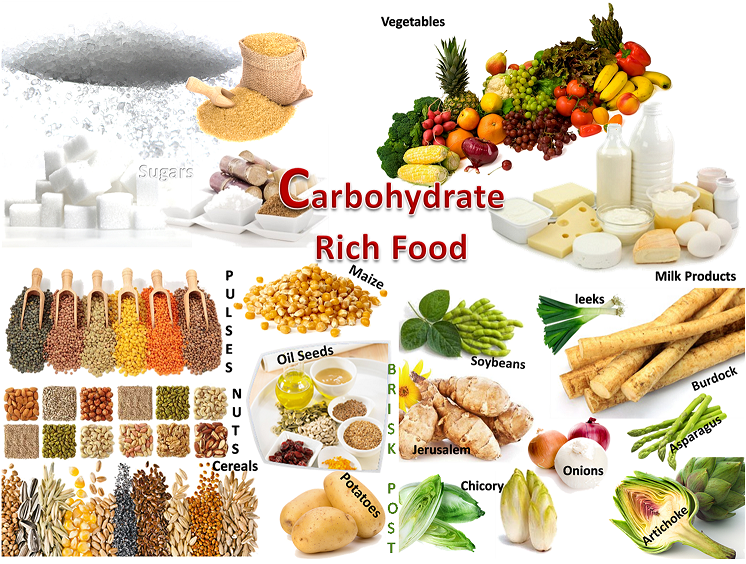 Vegetables
Sugars
Carbohydrate
Rich Food
Milk Products
PULSES
Maize
leeks
Soybeans
Burdock
Oil Seeds
NUTS
BRISK
POST
Jerusalem
Asparagus
Onions
Cereals
Potatoes
Chicory
Artichoke